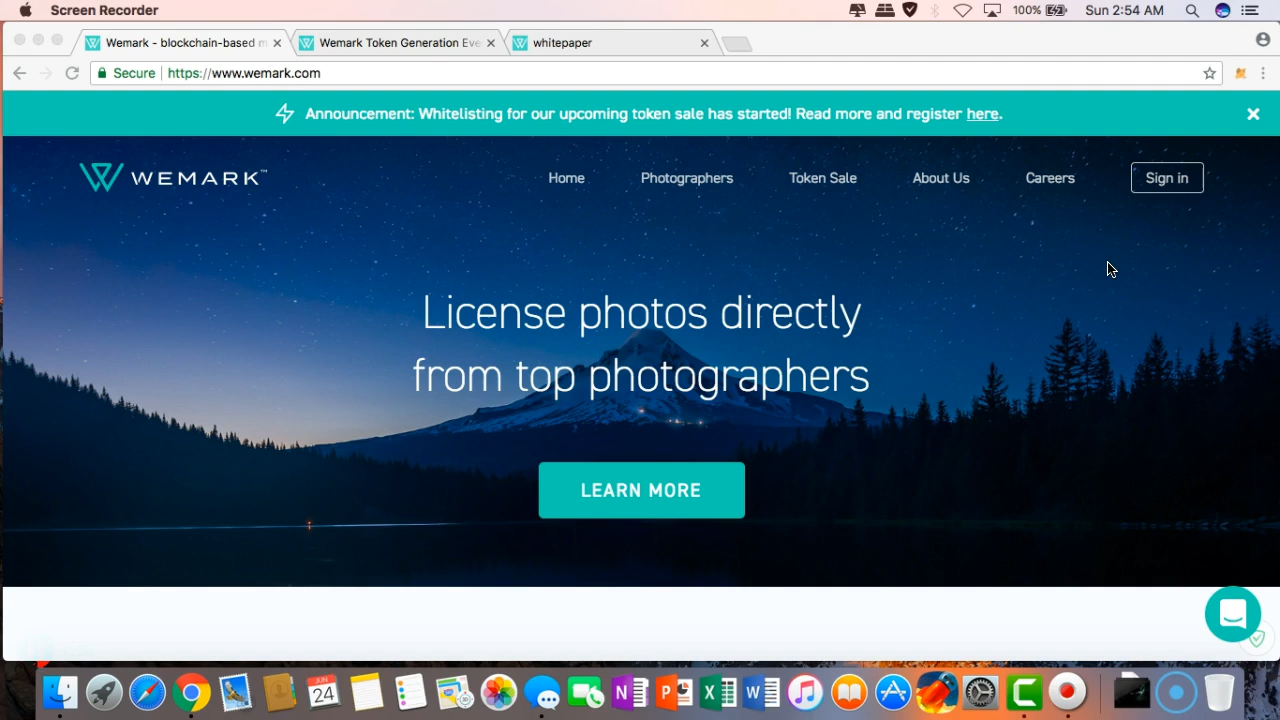 Screen Recorder
100%
Sun 2:54 AM
Wemark - blockchain-based m
Wemark Token Generation Eve
whitepaper
Secure
https://www.wemark.com
Announcement: Whitelisting for our upcoming token sale has started! Read more and register here.
WEMARK™
Home
Photographers
Token Sale
About Us
Careers
Sign in
License photos directly
from top photographers
LEARN MORE
JUN
24
N
P
X
W